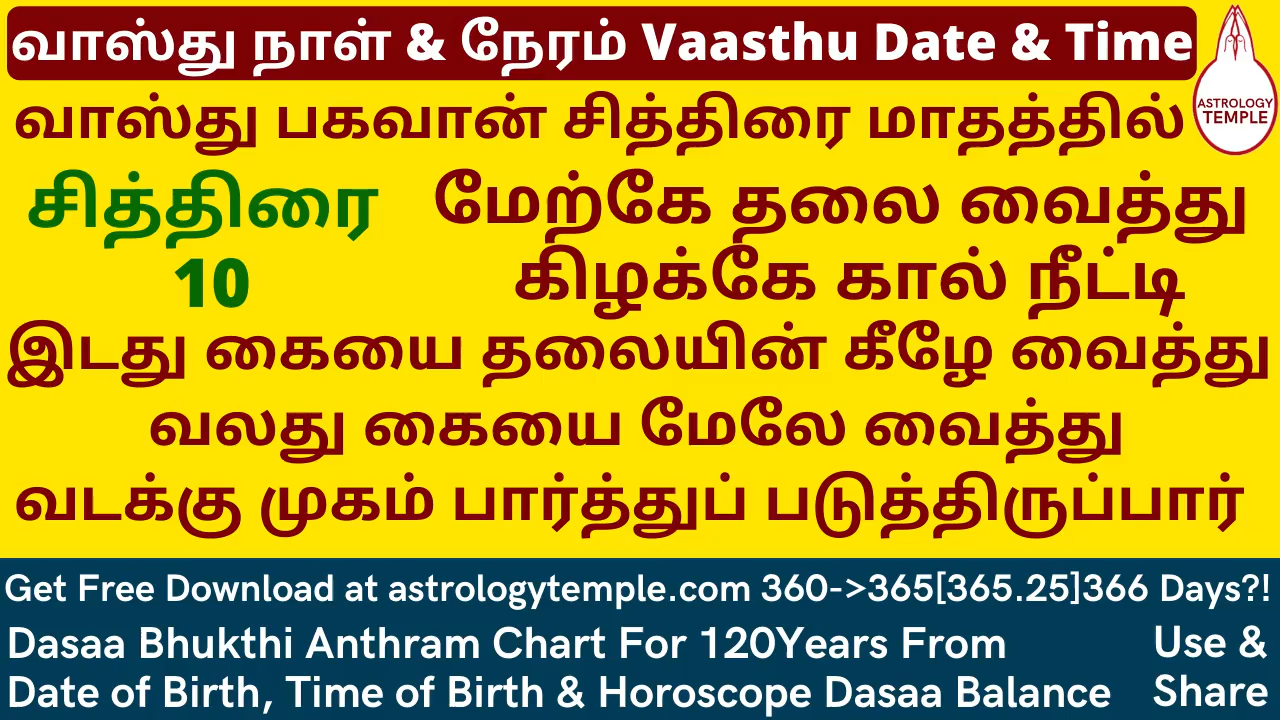 வாஸ்து நாள் & நேரம் Vaasthu Date & Time
ASTROLOGY
TEMPLE
வாஸ்து பகவான் சித்திரை மாதத்தில்
சித்திரை
10
மேற்கே தலை வைத்து
கிழக்கே கால் நீட்டி
இடது கையை தலையின் கீழே வைத்து
வலது கையை மேலே வைத்து
வடக்கு முகம் பார்த்துப் படுத்திருப்பார்
Get Free Download at astrologytemple.com 360->365[365.25]366 Days?!
Dasaa Bhukthi Anthram Chart For 120Years From
Date of Birth, Time of Birth & Horoscope Dasaa Balance
Use &
Share